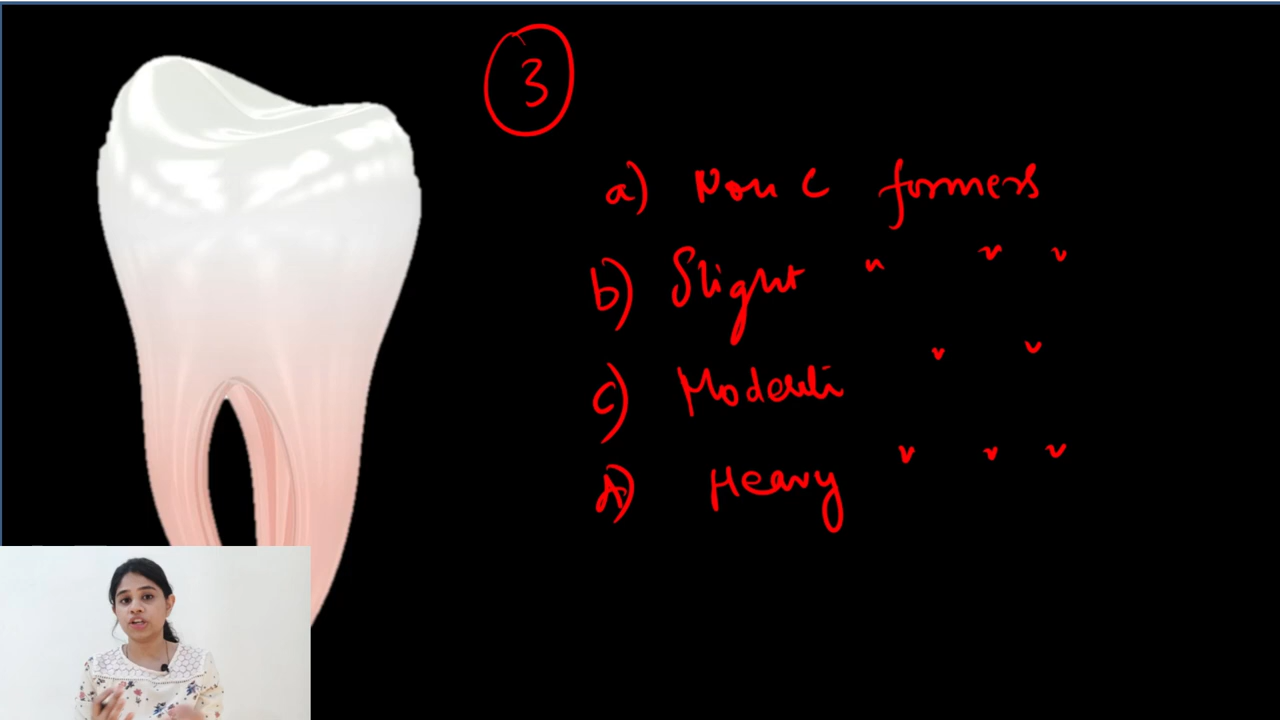 3
a) Non C formers
b) Slight " " "
c) Moderate " "
d) Heavy " " "